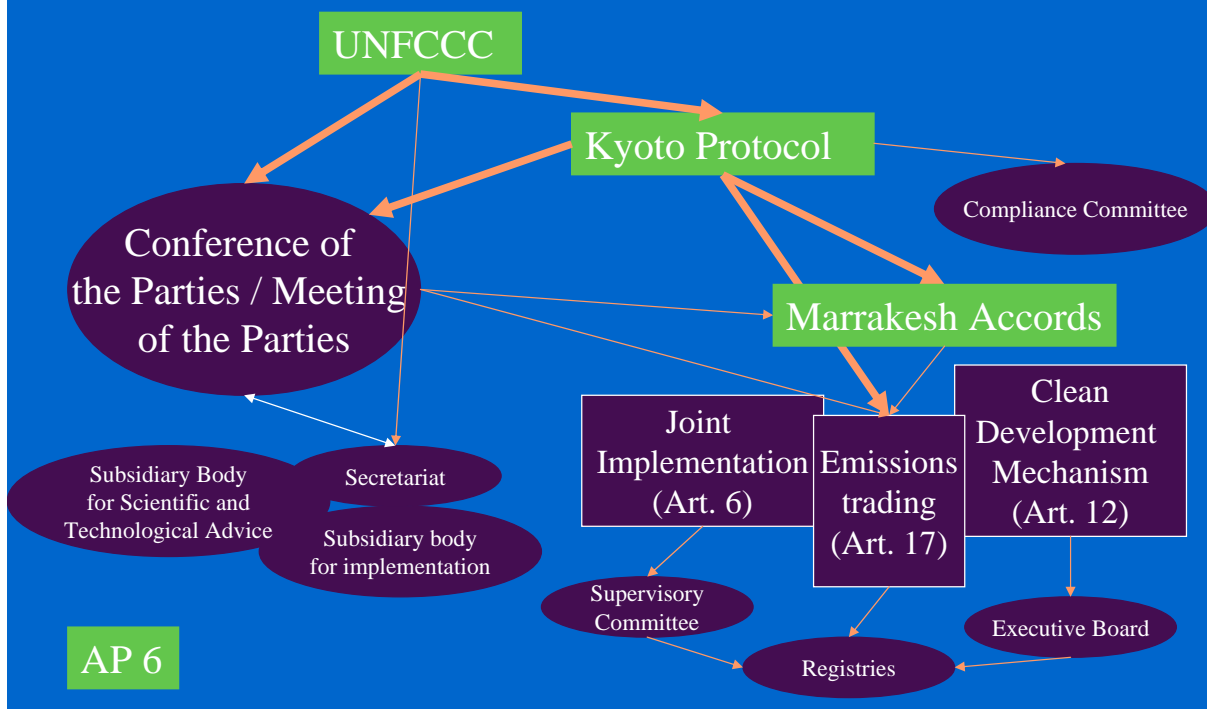 UNFCCC
Kyoto Protocol
Compliance Committee
Conference of
the Parties / Meeting
of the Parties
Marrakesh Accords
Joint
Implementation
(Art. 6)
Emissions
trading
(Art. 17)
Clean
Development
Mechanism
(Art. 12)
Subsidiary Body
for Scientific and
Technological Advice
Secretariat
Subsidiary body
for implementation
Supervisory
Committee
Executive Board
Registries
AP 6